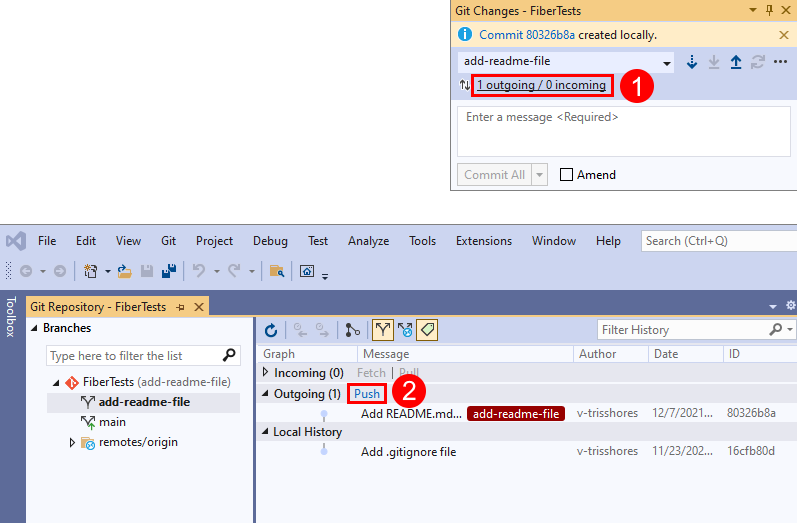 Git Changes - FiberTests
Commit 80326b8a created locally.
add-readme-file
1 outgoing / 0 incoming
1
Enter a message <Required>
Commit All
Amend
File Edit View Git Project Debug Test Analyze Tools Extensions Window Help Search (Ctrl+Q)
Toolbox
Git Repository - FiberTests
Branches
Type here to filter the list
FiberTests (add-readme-file)
add-readme-file
main
remotes/origin
Filter History
Graph Message Author Date ID
Incoming (0) Fetch | Pull
Outgoing (1) Push
2
Add README.md... add-readme-file v-trisshores 12/7/2021... 80326b8a
Local History
Add .gitignore file v-trisshores 11/23/202... 16cfb80d